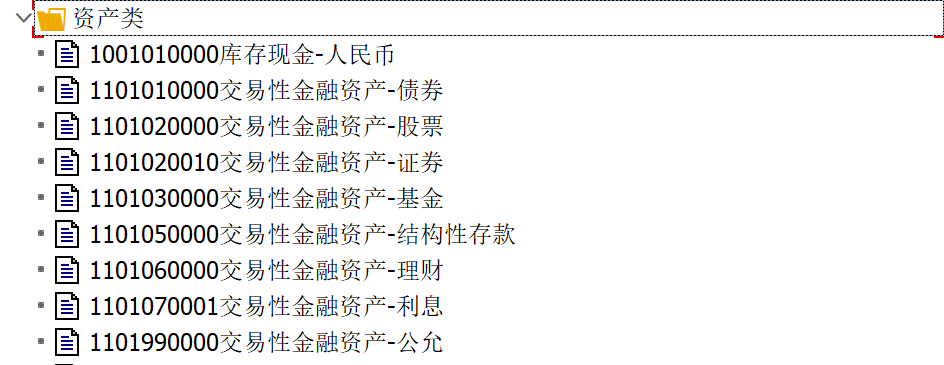 资产类
1001010000库存现金-人民币
1101010000交易性金融资产-债券
1101020000交易性金融资产-股票
1101020010交易性金融资产-证券
1101030000交易性金融资产-基金
1101050000交易性金融资产-结构性存款
1101060000交易性金融资产-理财
1101070001交易性金融资产-利息
1101990000交易性金融资产-公允